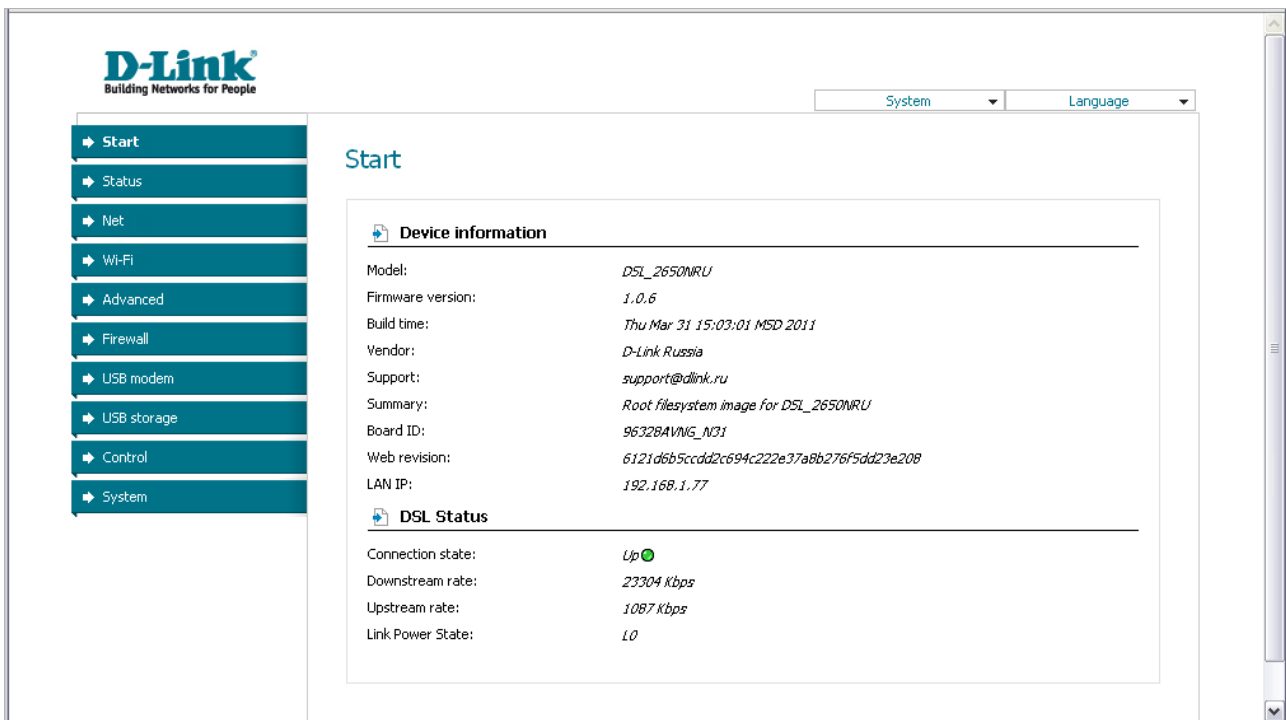 D-Link
Building Networks for People
System
Language
Start
Status
Net
Wi-Fi
Advanced
Firewall
USB modem
USB storage
Control
System
Start
Device information
Model: DSL_2650NRU
Firmware version: 1.0.6
Build time: Thu Mar 31 15:03:01 MSD 2011
Vendor: D-Link Russia
Support: support@dlink.ru
Summary: Root filesystem image for DSL_2650NRU
Board ID: 96328AVNG_N31
Web revision: 6121d6b5ccdd2c694c222e37a8b276f5dd23e208
LAN IP: 192.168.1.77
DSL Status
Connection state: Up
Downstream rate: 23304 Kbps
Upstream rate: 1087 Kbps
Link Power State: L0